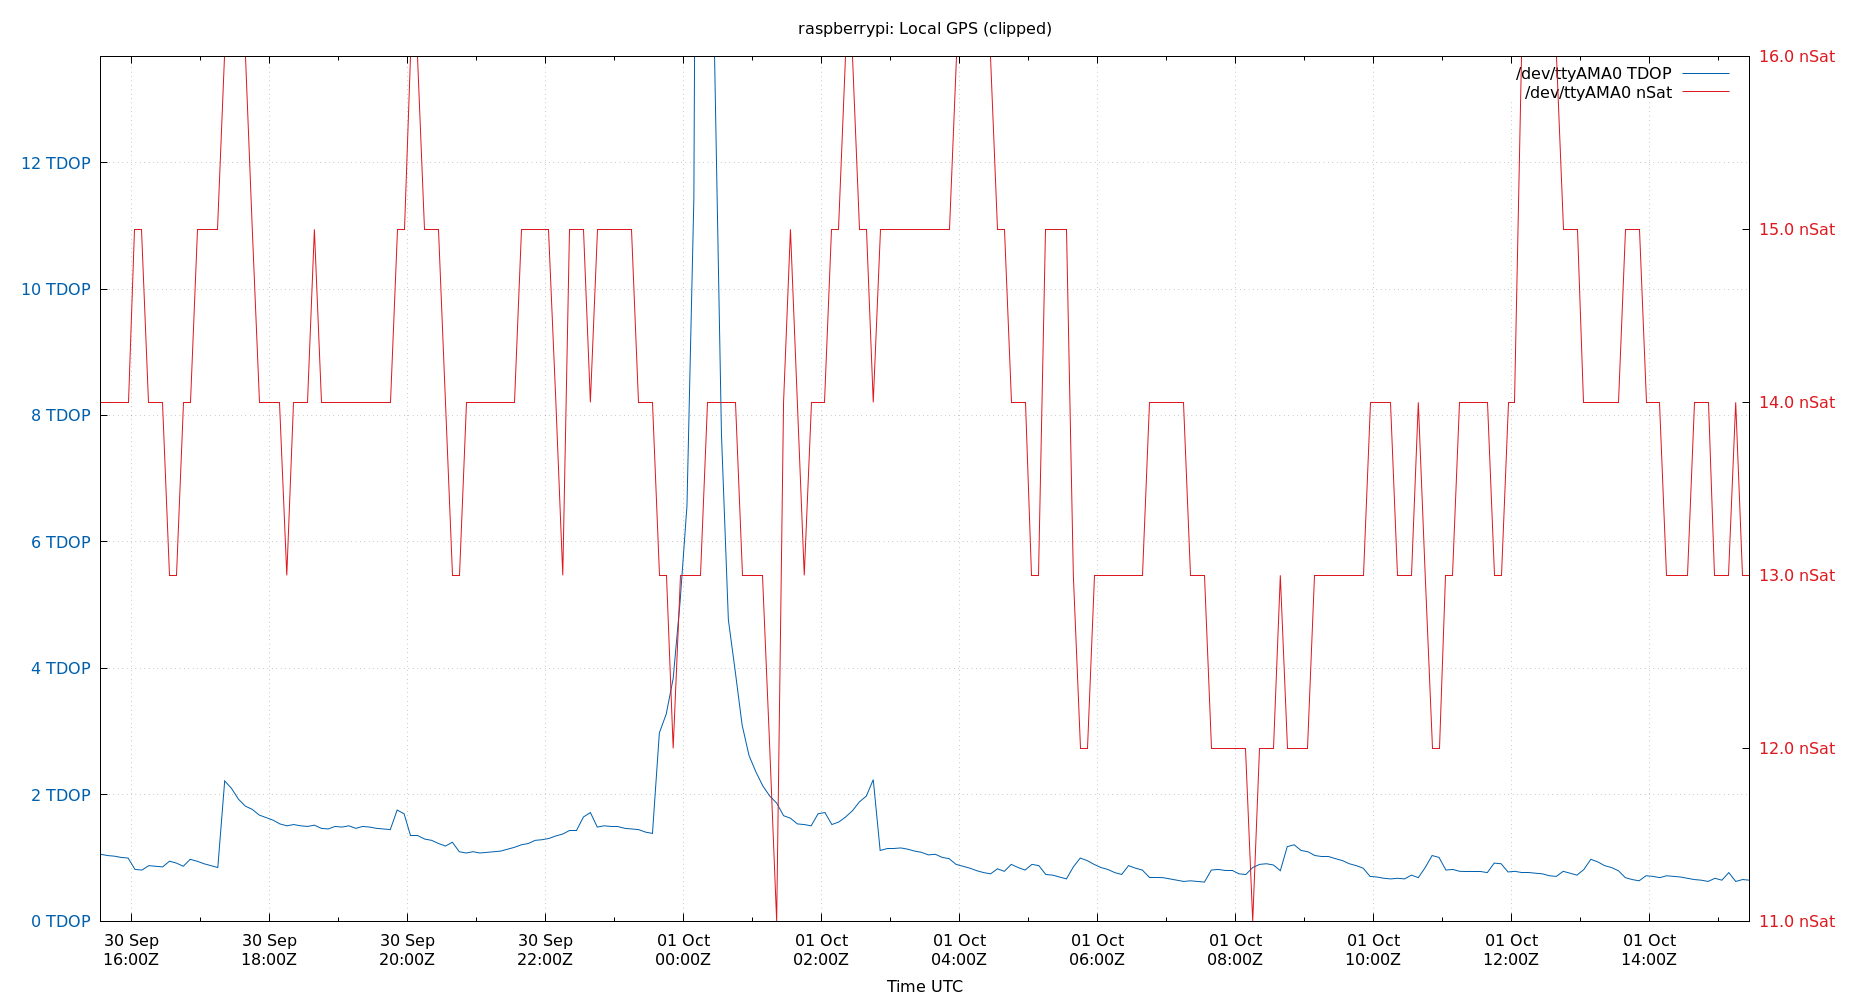 raspberrypi: Local GPS (clipped)
16.0 nSat
/dev/ttyAMA0 TDOP
/dev/ttyAMA0 nSat
12 TDOP
15.0 nSat
10 TDOP
14.0 nSat
8 TDOP
6 TDOP
13.0 nSat
4 TDOP
12.0 nSat
2 TDOP
0 TDOP
11.0 nSat
30 Sep 30 Sep 30 Sep 30 Sep 01 Oct 01 Oct 01 Oct 01 Oct 01 Oct 01 Oct 01 Oct 01 Oct
16:00Z 18:00Z 20:00Z 22:00Z 00:00Z 02:00Z 04:00Z 06:00Z 08:00Z 10:00Z 12:00Z 14:00Z
Time UTC